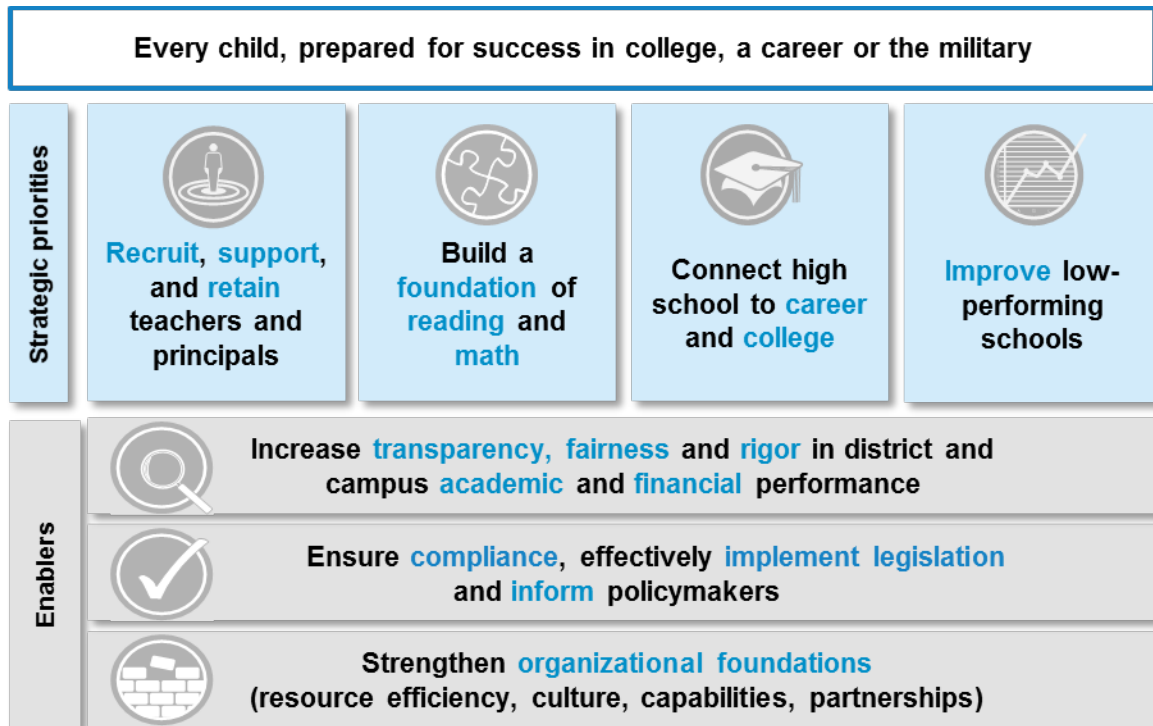 Every child, prepared for success in college, a career or the military
Strategic priorities
Recruit, support,
and retain
teachers and
principals
Build a
foundation of
reading and
math
Connect high
school to career
and college
Improve low-
performing
schools
Enablers
Increase transparency, fairness and rigor in district and
campus academic and financial performance
Ensure compliance, effectively implement legislation
and inform policymakers
Strengthen organizational foundations
(resource efficiency, culture, capabilities, partnerships)